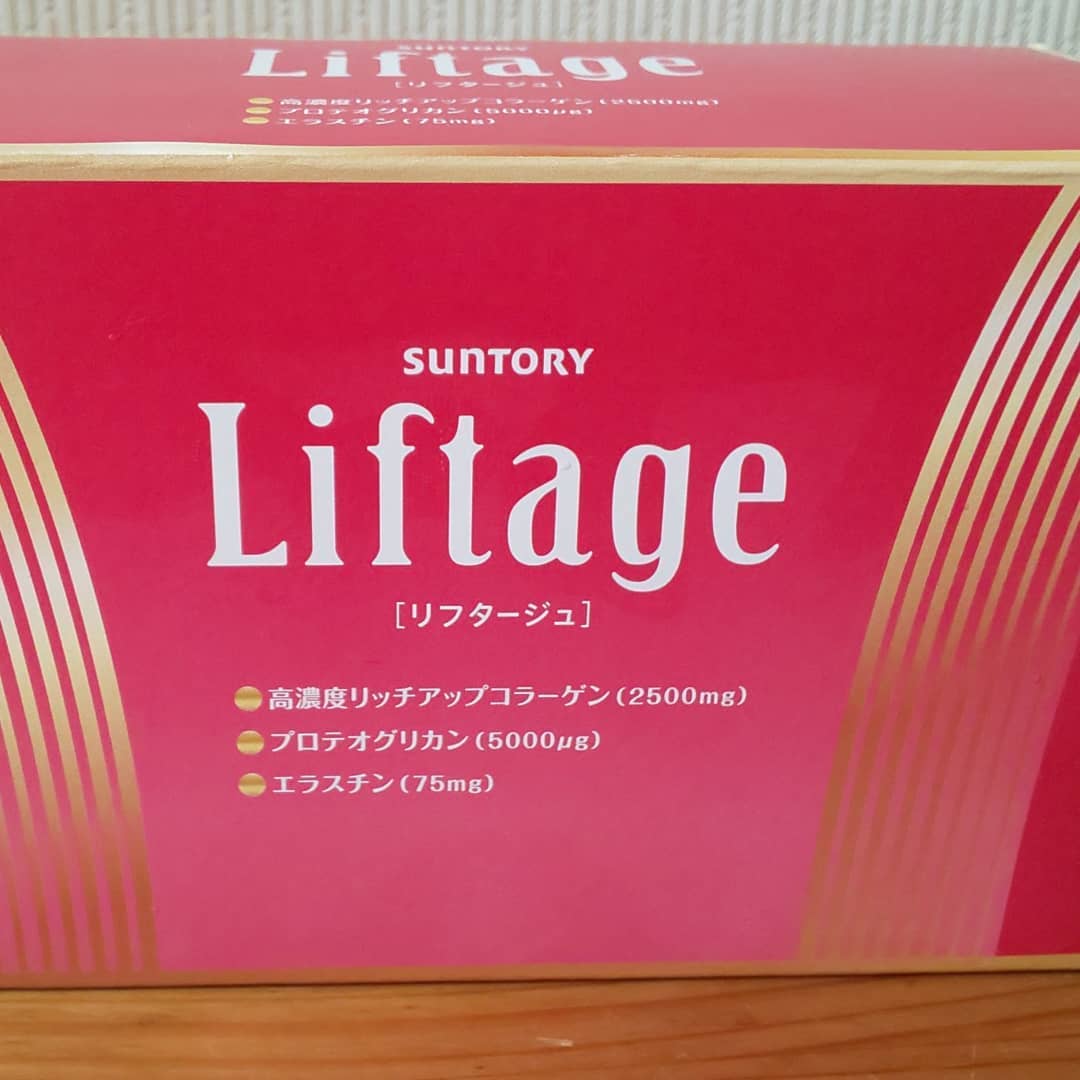 SUNTORY
Liftage
[リフタージュ]
高濃度リッチアップコラーゲン(2500mg)
プロテオグリカン(5000μg)
エラスチン(75mg)
SUNTORY
Liftage
[リフタージュ]
高濃度リッチアップコラーゲン(2500mg)
プロテオグリカン(5000μg)
エラスチン(75mg)